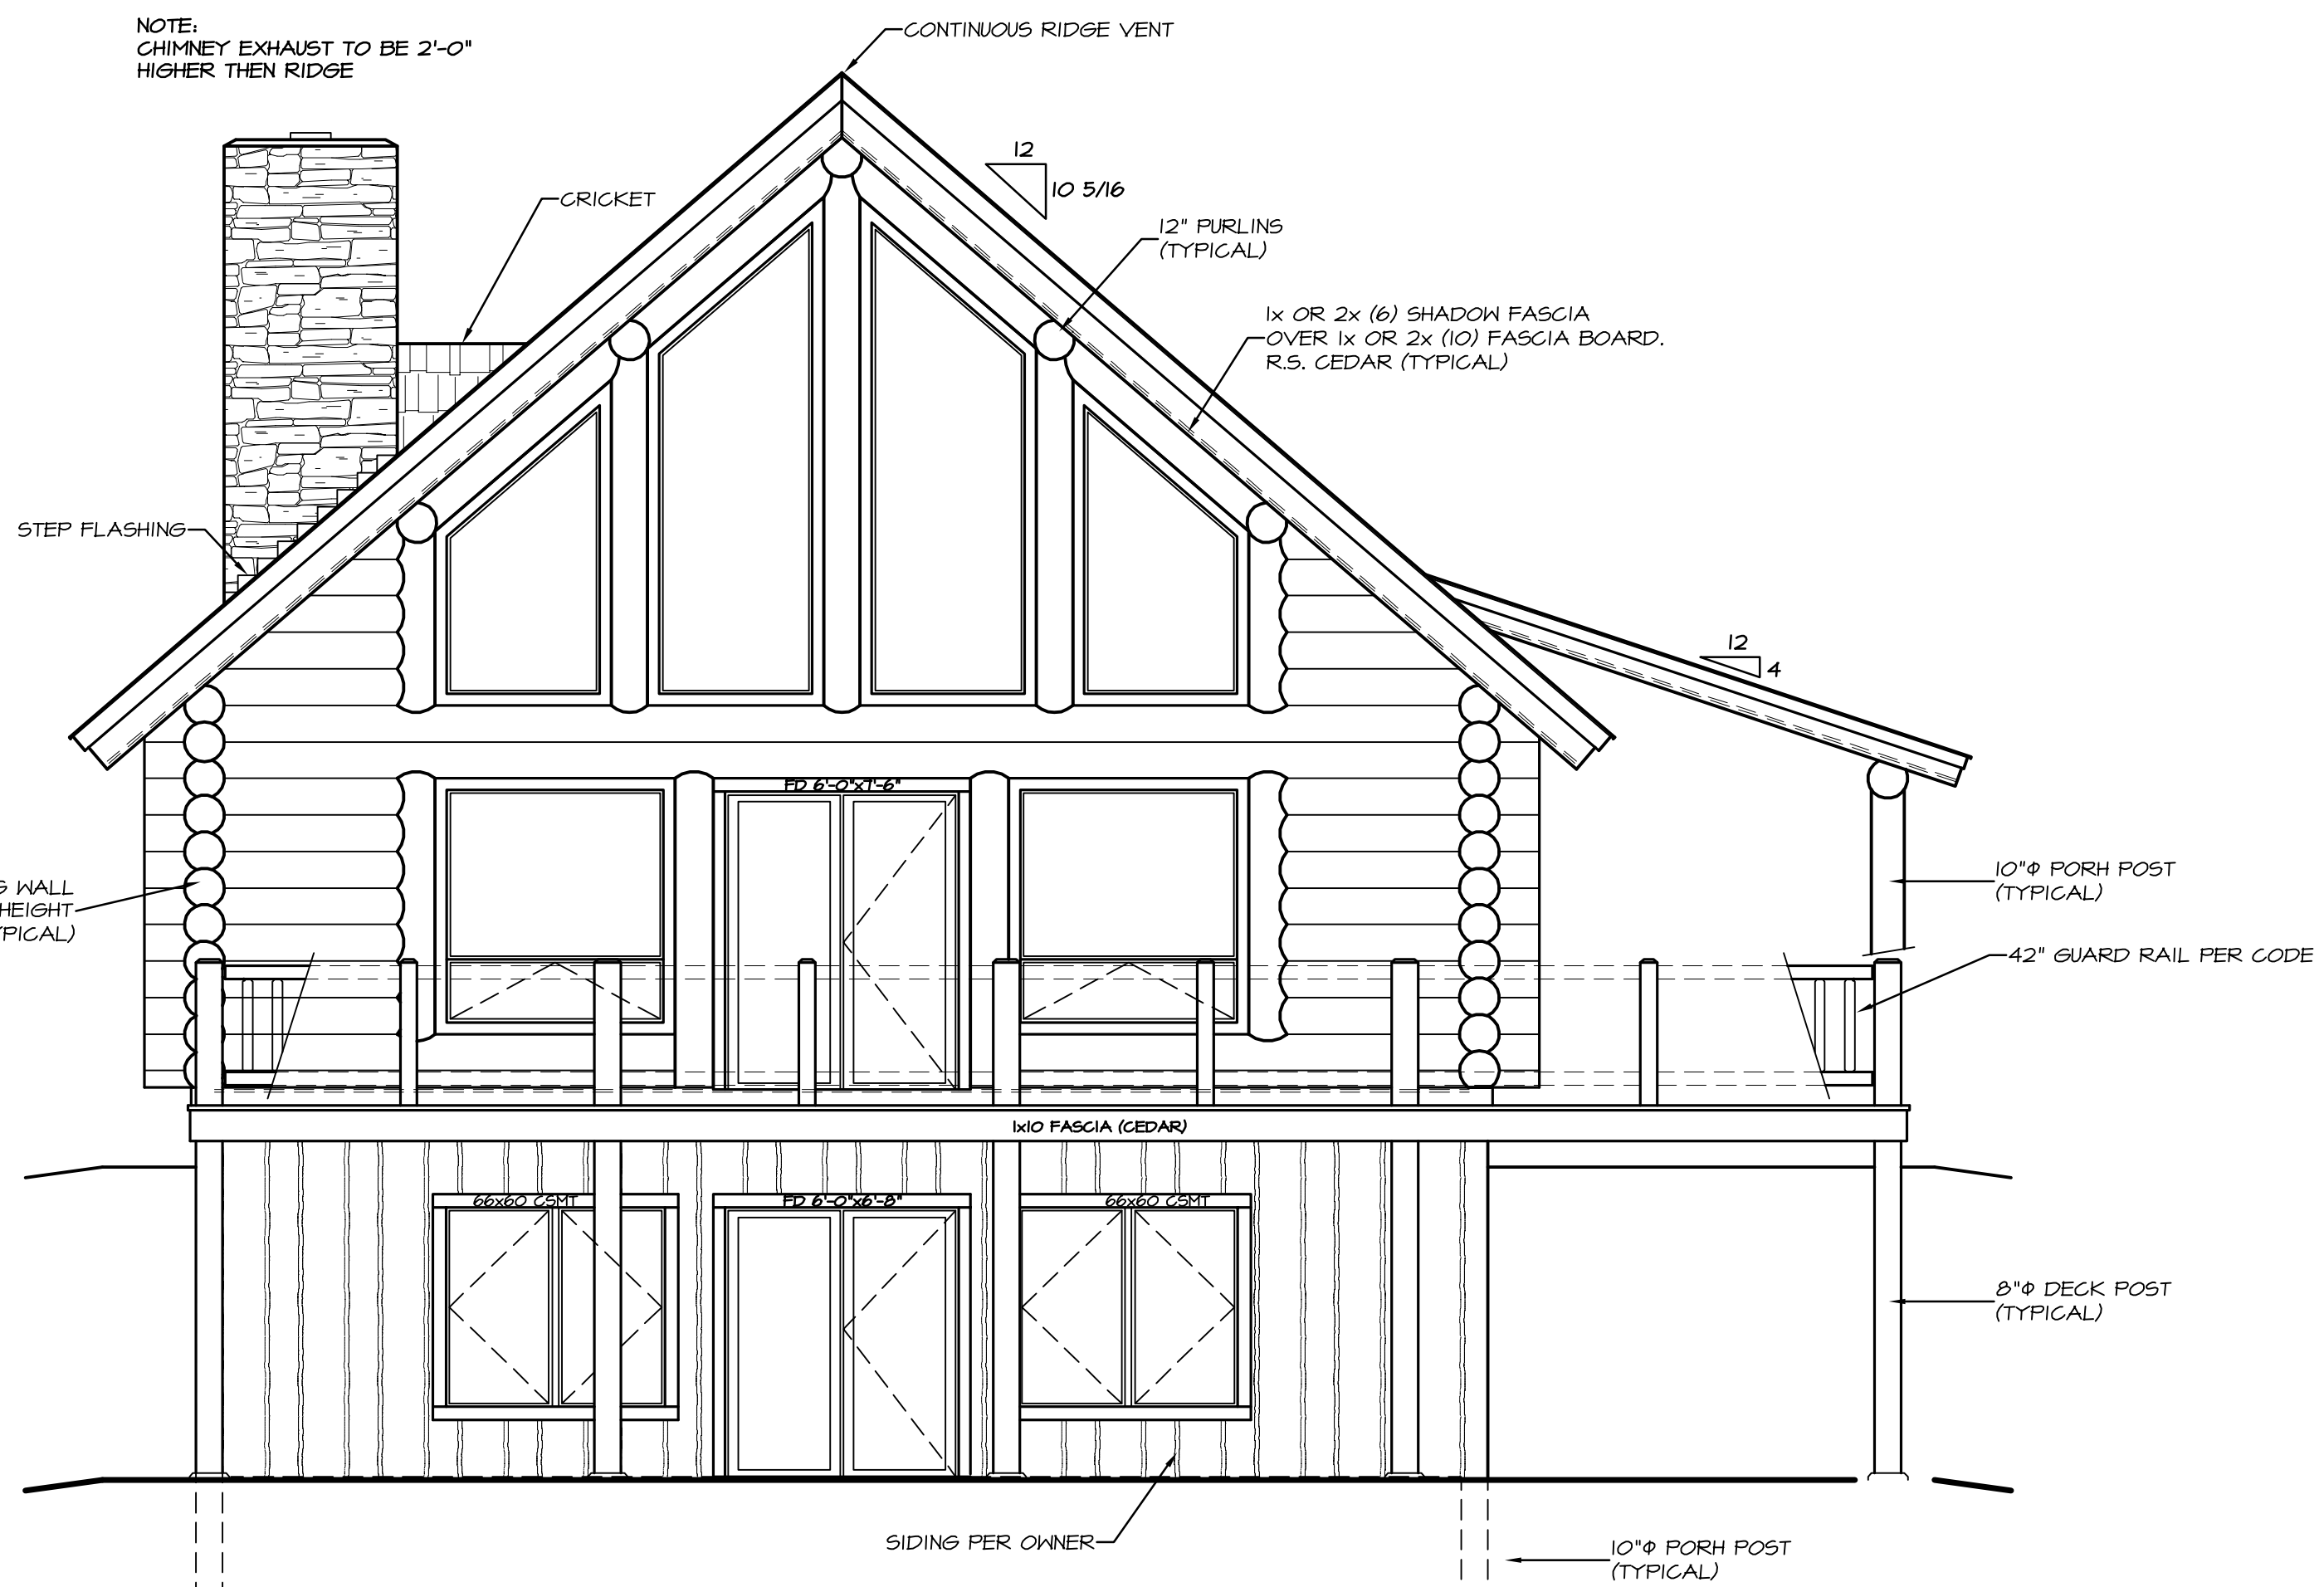 NOTE:
CHIMNEY EXHAUST TO BE 2'-0"
HIGHER THEN RIDGE
CONTINUOUS RIDGE VENT
12
10 5/16
CRICKET
12" PURLINS
(TYPICAL)
1x OR 2x (6) SHADOW FASCIA
OVER 1x OR 2x (10) FASCIA BOARD.
R.S. CEDAR (TYPICAL)
STEP FLASHING
12
4
FD 6'-0"x7'-6"
WALL
HEIGHT
10"Φ PORH POST
(TYPICAL)
42" GUARD RAIL PER CODE
1x10 FASCIA (CEDAR)
66x60 CSMT
FD 6'-0"x6'-8"
66x60 CSMT
8"Φ DECK POST
(TYPICAL)
SIDING PER OWNER
10"Φ PORH POST
(TYPICAL)